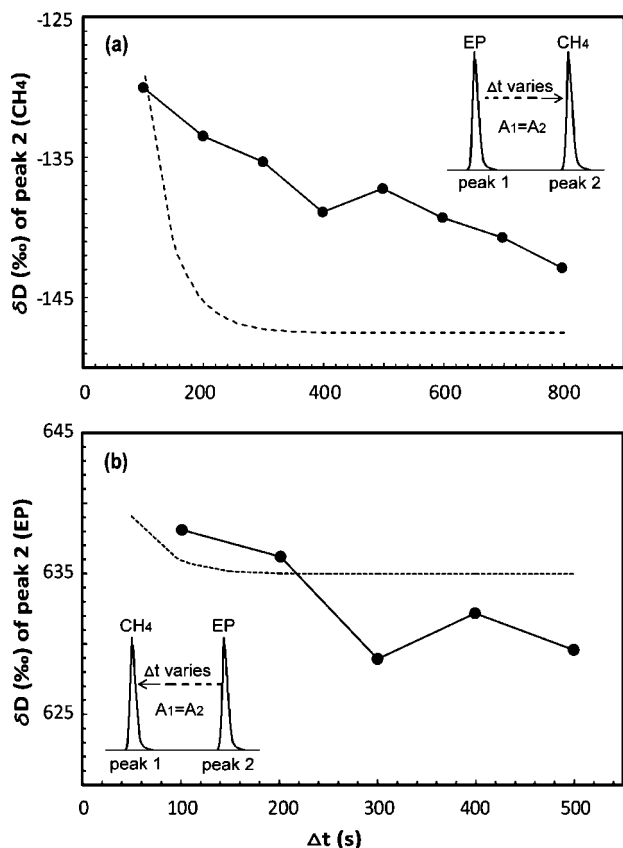 (a)
EP
CH4
Δt varies
A1=A2
peak 1
peak 2
δD (‰) of peak 2 (CH4)
-125
-135
-145
0
200
400
600
800
(b)
CH4
EP
Δt varies
A1=A2
peak 1
peak 2
δD (‰) of peak 2 (EP)
645
635
625
0
100
200
300
400
500
Δt (s)